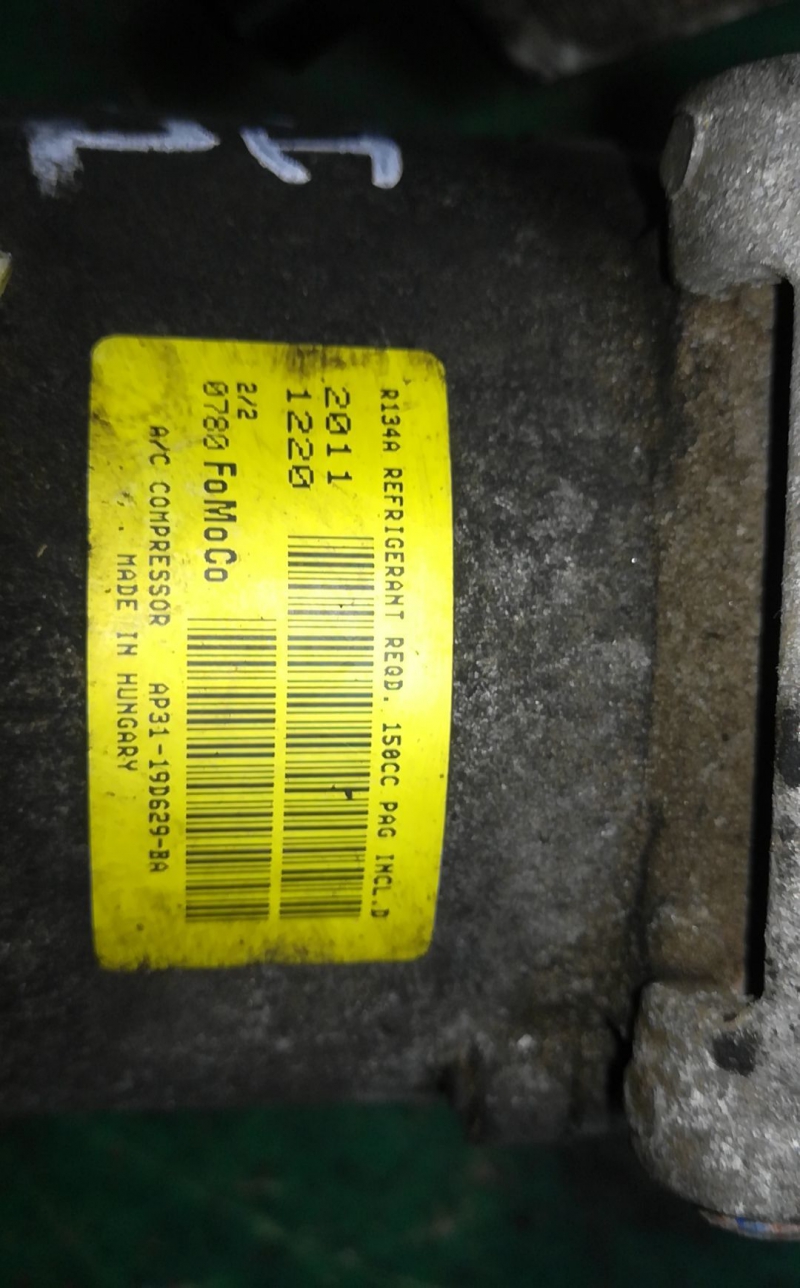 R134A REFRIGERANT REQD. 150CC PAG INCL.D
2011
1220
2/2
0780 FoMoCo
A/C COMPRESSOR AP31-19D629-BA
, . MADE IN HUNGARY